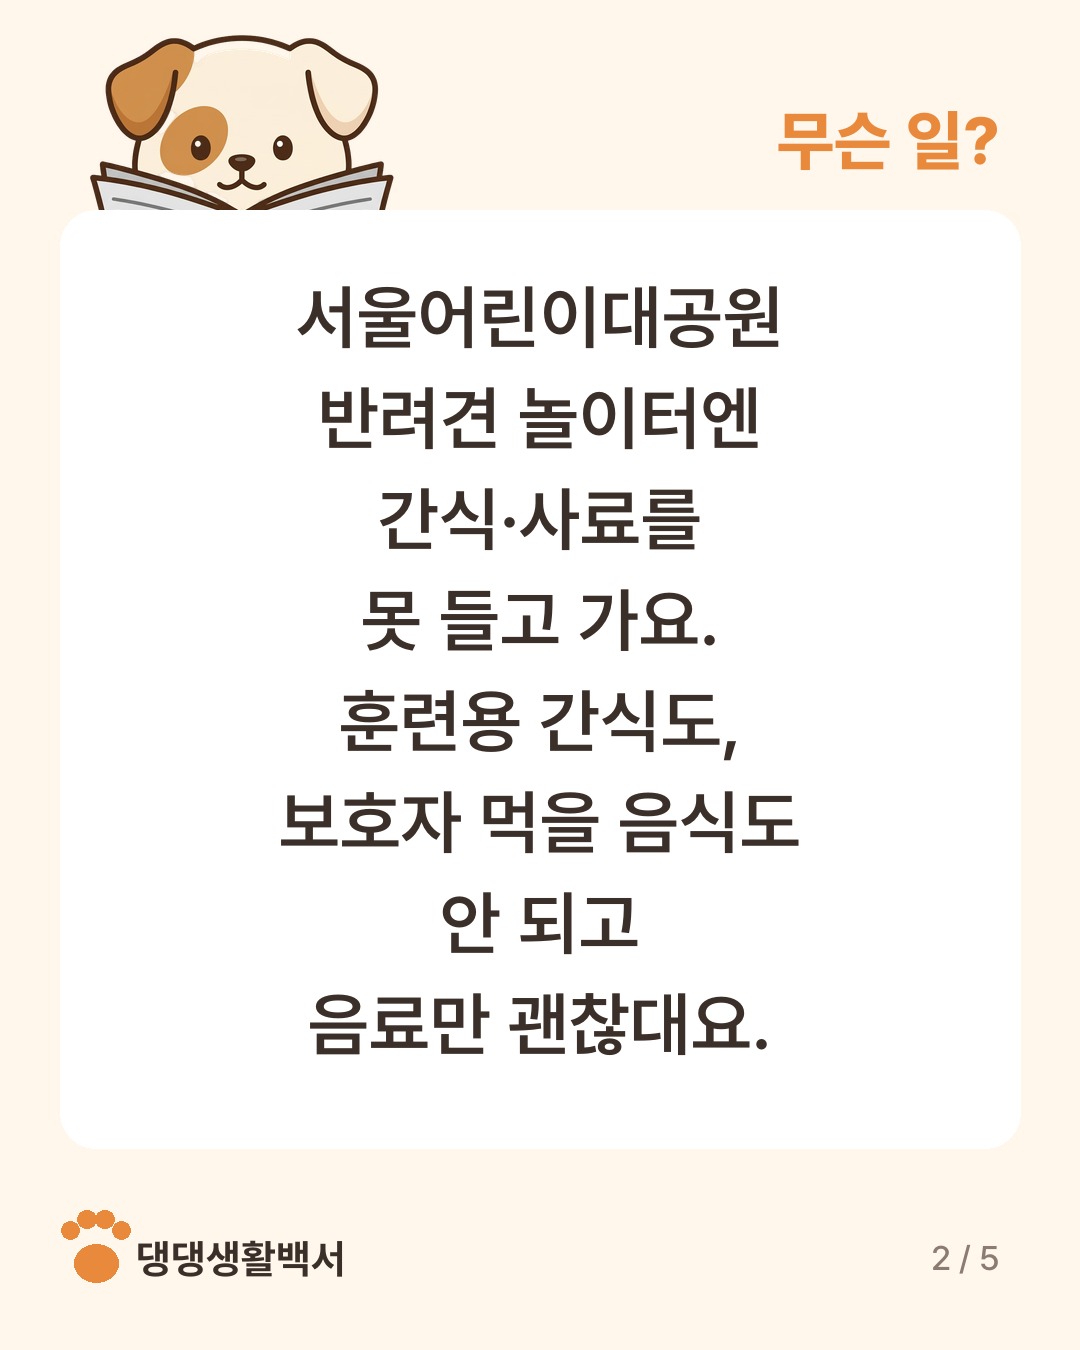 무슨 일?
서울어린이대공원
반려견 놀이터엔
간식·사료를
못 들고 가요.
훈련용 간식도,
보호자 먹을 음식도
안 되고
음료만 괜찮대요.
댕댕생활백서
2 / 5